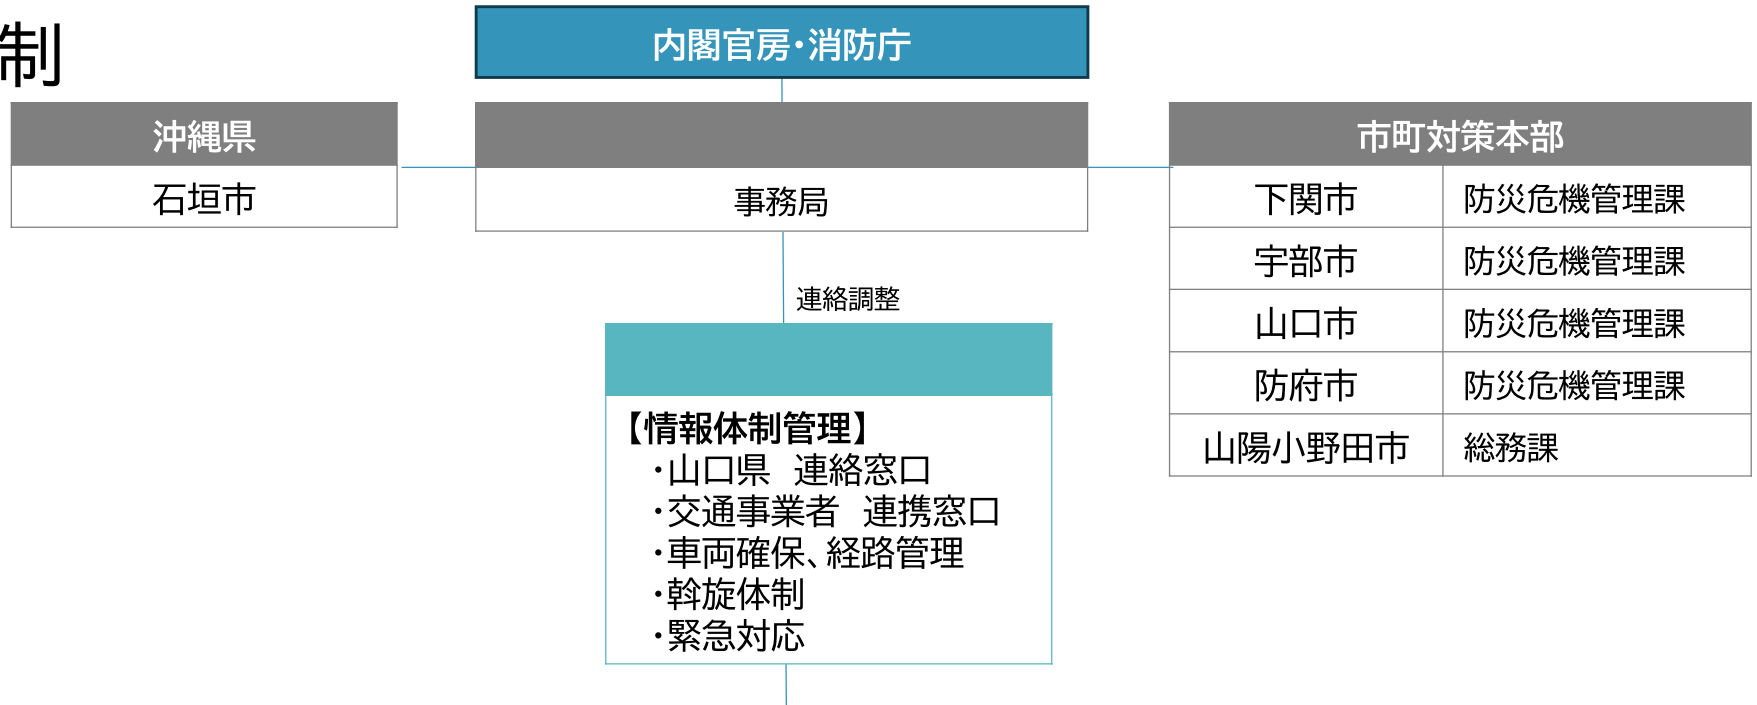 制
内閣官房・消防庁
沖縄県
石垣市
事務局
市町対策本部
下関市 防災危機管理課
宇部市 防災危機管理課
山口市 防災危機管理課
防府市 防災危機管理課
山陽小野田市 総務課
連絡調整
【情報体制管理】
・山口県　連絡窓口
・交通事業者　連携窓口
・車両確保、経路管理
・斡旋体制
・緊急対応